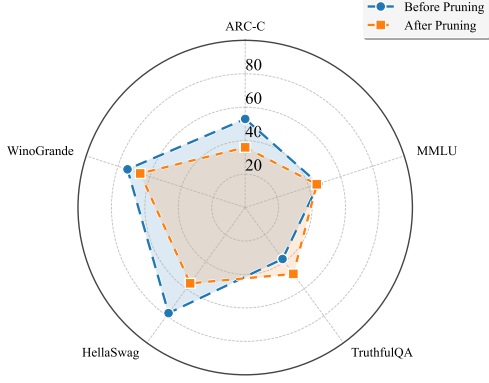 Before Pruning
After Pruning
ARC-C
80
60
40
20
WinoGrande
MMLU
HellaSwag
TruthfulQA